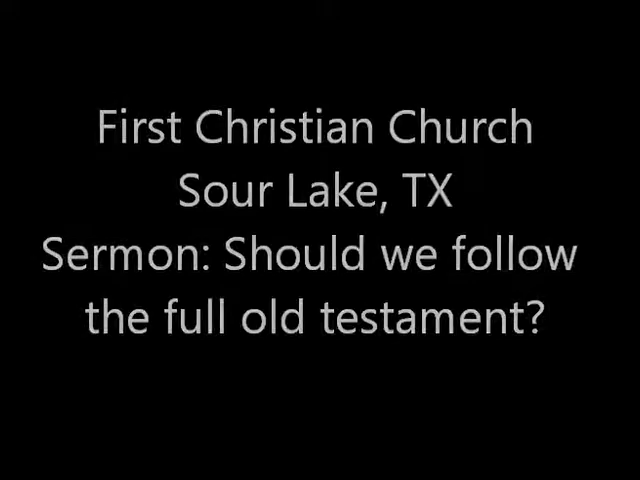 First Christian Church
Sour Lake, TX
Sermon: Should we follow
the full old testament?